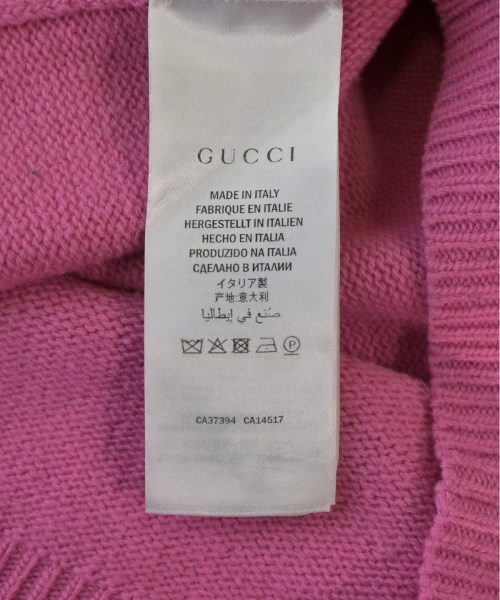 GUCCI
MADE IN ITALY
FABRIQUE EN ITALIE
HERGESTELLT IN ITALIEN
HECHO EN ITALIA
PRODUZIDO NA ITALIA
СДЕЛАНО В ИТАЛИИ
イタリア製
产地:意大利
صنع في إيطاليا
P
CA37394 CA14517